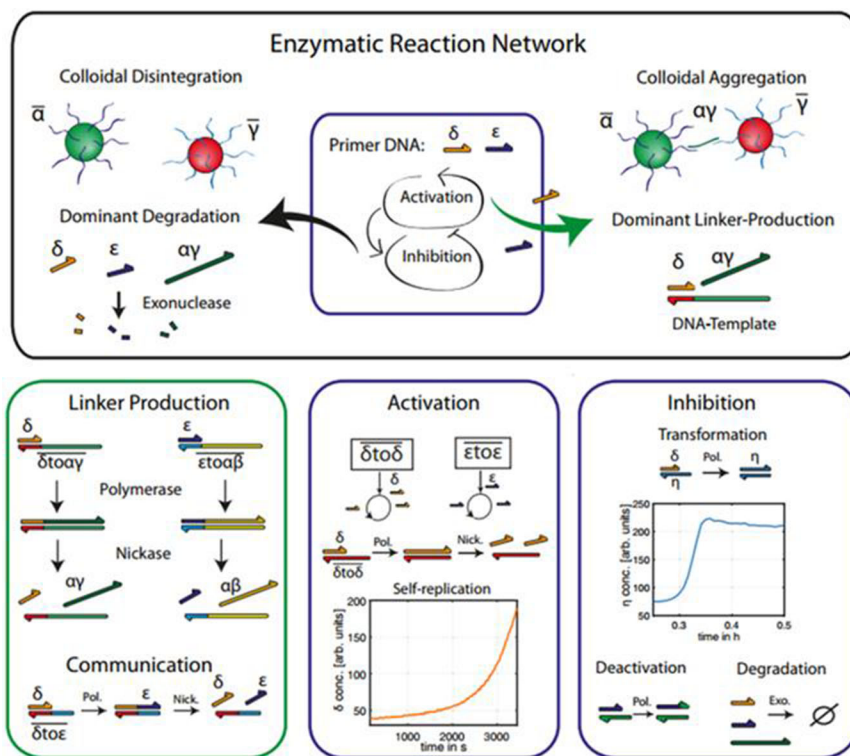 Enzymatic Reaction Network
Colloidal Disintegration
α̅
γ̅
Dominant Degradation
δ ε αγ
Exonuclease
Primer DNA: δ ε
Activation
Inhibition
Colloidal Aggregation
α̅ αγ γ̅
Dominant Linker-Production
δ αγ
DNA-Template
Linker Production
δ ε
δtoαγ εtoαβ
Polymerase
Nickase
αγ αβ
Communication
δ Pol. ε Nick. δ ε
δtoε
Activation
δtoδ εtoε
δ ε
δ Pol. Nick.
δtoδ
Self-replication
δ conc. [arb. units]
200
150
100
50
1000 2000 3000
time in s
Inhibition
Transformation
δ Pol. η
η
η conc. [arb. units]
250
200
150
100
50
0.3 0.4 0.5
time in h
Deactivation Degradation
Pol. Exo. ∅